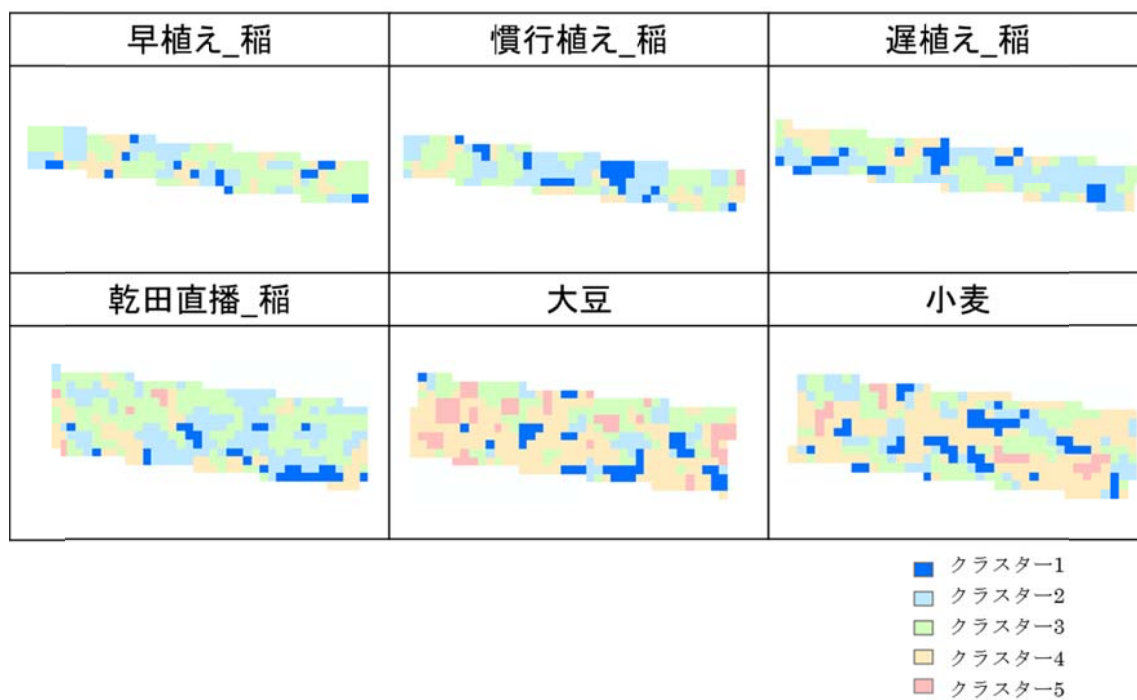 早植え_稲
慣行植え_稲
遅植え_稲
乾田直播_稲
大豆
小麦
クラスター1
クラスター2
クラスター3
クラスター4
クラスター5